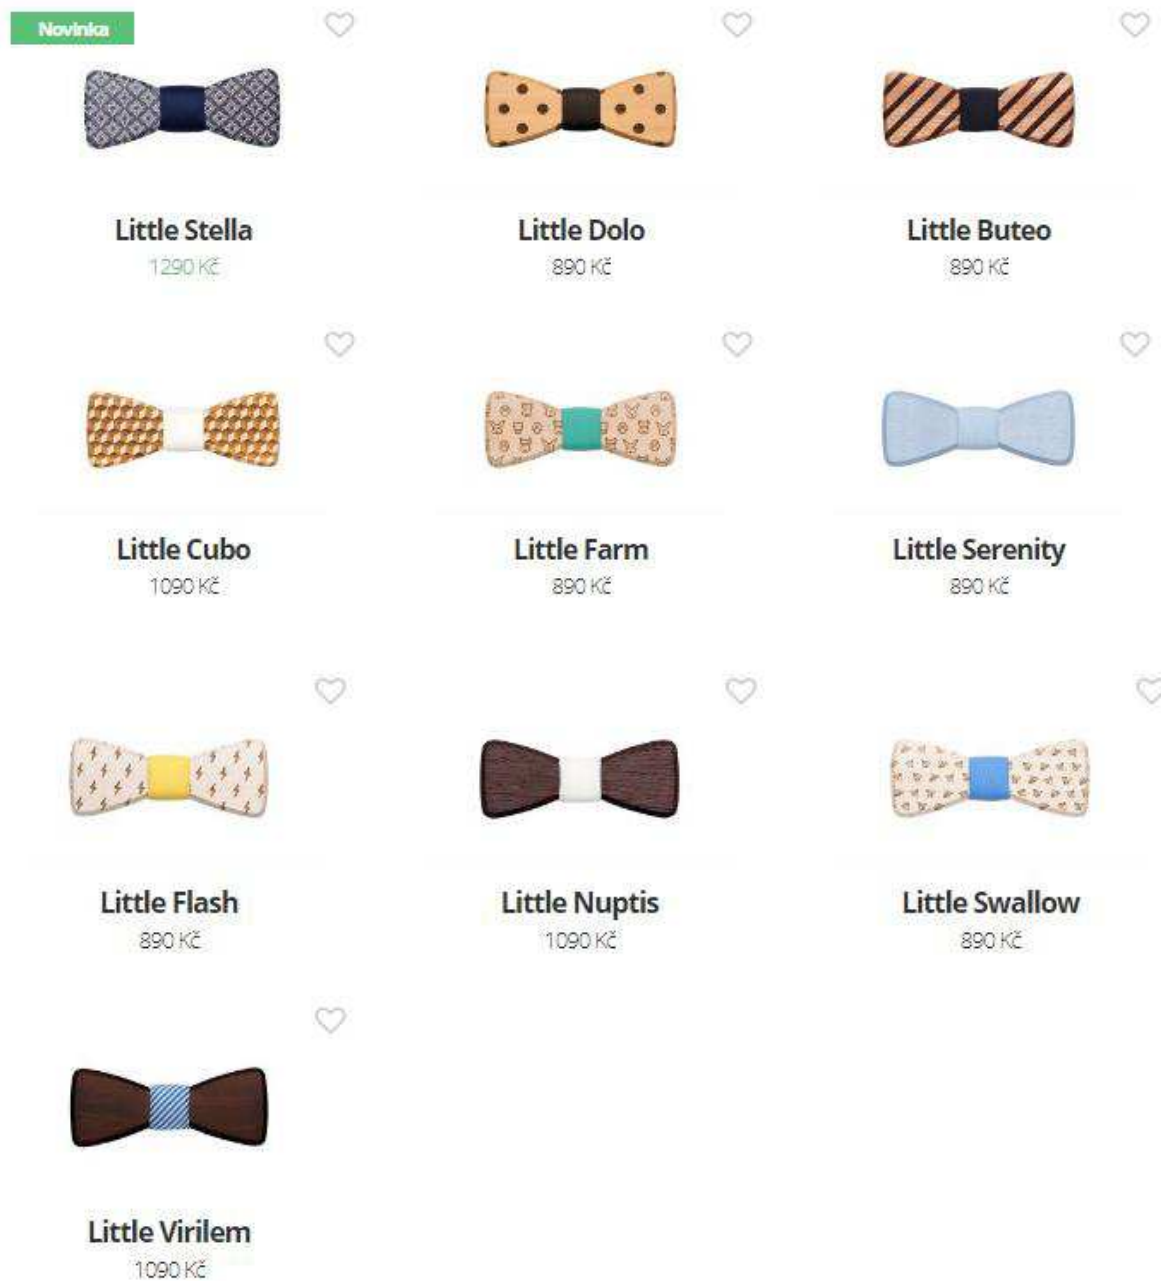 Novinka
Little Stella
1290 Kč
Little Dolo
890 Kč
Little Buteo
890 Kč
Little Cubo
1090 Kč
Little Farm
890 Kč
Little Serenity
890 Kč
Little Flash
890 Kč
Little Nuptis
1090 Kč
Little Swallow
890 Kč
Little Virilem
1090 Kč